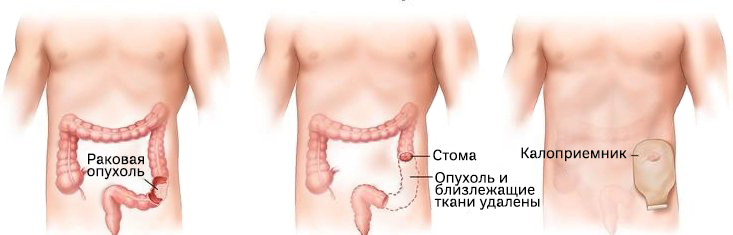 Раковая
опухоль
Стома
Опухоль и
близлежащие
ткани удалены
Калоприемник